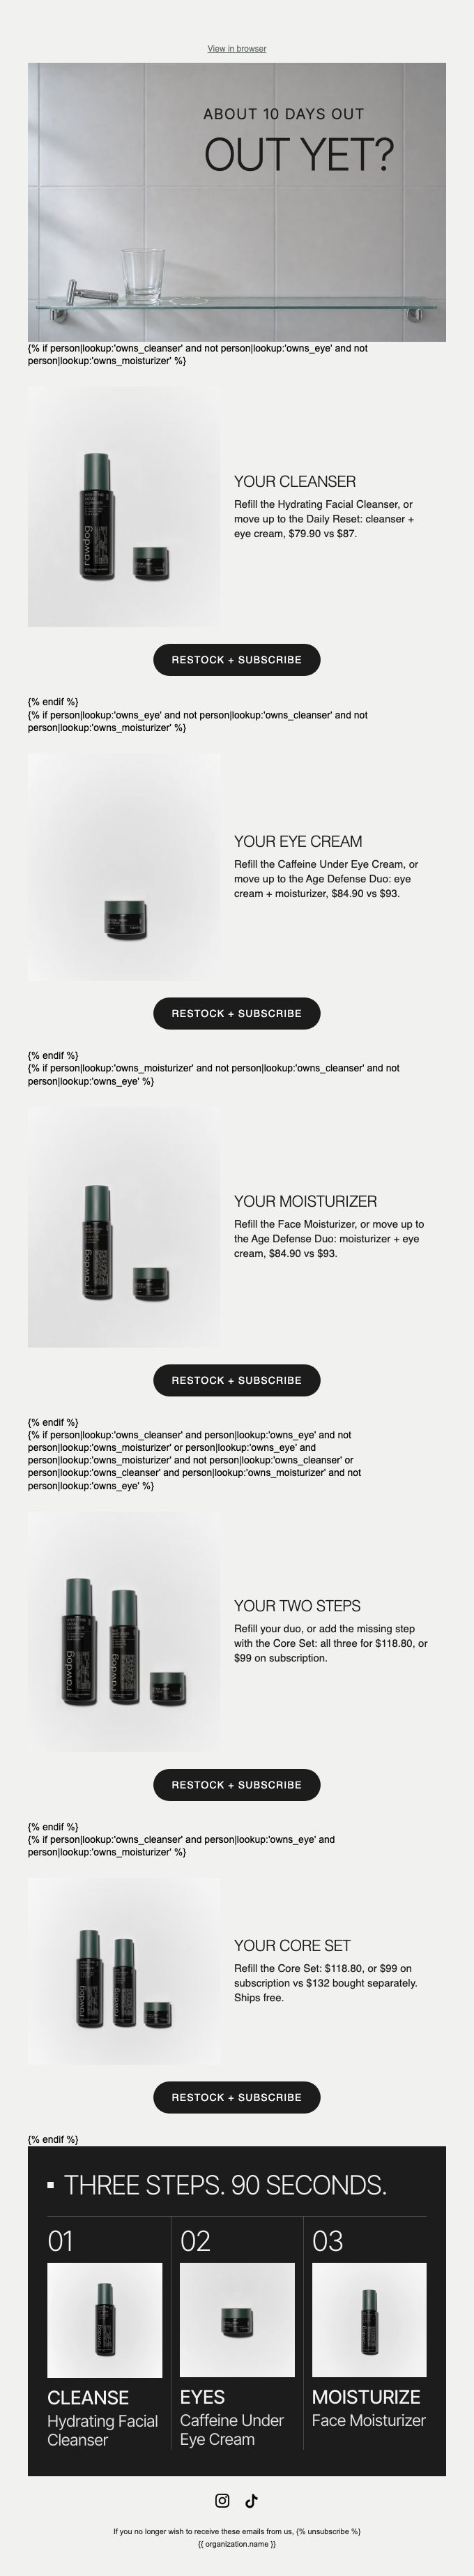 View in browser
ABOUT 10 DAYS OUT
OUT YET?
{% if person|lookup:'owns_cleanser' and not person|lookup:'owns_eye' and not
person|lookup:'owns_moisturizer' %}
rawdog
YOUR CLEANSER
Refill the Hydrating Facial Cleanser, or
move up to the Daily Reset: cleanser +
eye cream, $79.90 vs $87.
RESTOCK + SUBSCRIBE
{% endif %}
{% if person|lookup:'owns_eye' and not person|lookup:'owns_cleanser' and not
person|lookup:'owns_moisturizer' %}
YOUR EYE CREAM
Refill the Caffeine Under Eye Cream, or
move up to the Age Defense Duo: eye
cream + moisturizer, $84.90 vs $93.
RESTOCK + SUBSCRIBE
{% endif %}
{% if person|lookup:'owns_moisturizer' and not person|lookup:'owns_cleanser' and not
person|lookup:'owns_eye' %}
rawdog
YOUR MOISTURIZER
Refill the Face Moisturizer, or move up to
the Age Defense Duo: moisturizer + eye
cream, $84.90 vs $93.
RESTOCK + SUBSCRIBE
{% endif %}
{% if person|lookup:'owns_cleanser' and person|lookup:'owns_eye' and not
person|lookup:'owns_moisturizer' or person|lookup:'owns_eye' and
person|lookup:'owns_moisturizer' and not person|lookup:'owns_cleanser' or
person|lookup:'owns_cleanser' and person|lookup:'owns_moisturizer' and not
person|lookup:'owns_eye' %}
rawdog
rawdog
YOUR TWO STEPS
Refill your duo, or add the missing step
with the Core Set: all three for $118.80, or
$99 on subscription.
RESTOCK + SUBSCRIBE
{% endif %}
{% if person|lookup:'owns_cleanser' and person|lookup:'owns_eye' and
person|lookup:'owns_moisturizer' %}
rawdog
rawdog
YOUR CORE SET
Refill the Core Set: $118.80, or $99 on
subscription vs $132 bought separately.
Ships free.
RESTOCK + SUBSCRIBE
{% endif %}
THREE STEPS. 90 SECONDS.
01
02
03
rawdog
rawdog
CLEANSE
Hydrating Facial
Cleanser
EYES
Caffeine Under
Eye Cream
MOISTURIZE
Face Moisturizer
If you no longer wish to receive these emails from us, {% unsubscribe %}
{{ organization.name }}